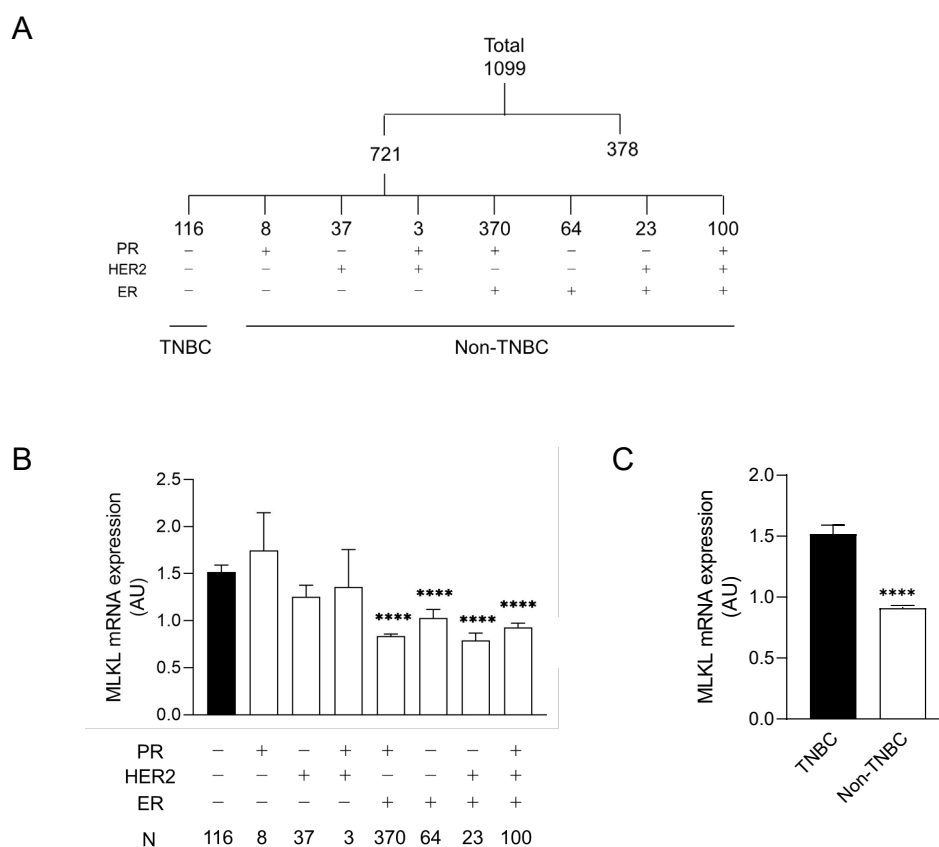 A
Total
1099
721 378
116 8 37 3 370 64 23 100
PR − + − + + − − +
HER2 − − + + − − + +
ER − − − − + + + +
TNBC Non-TNBC
B
MLKL mRNA expression
(AU)
2.5
2.0
1.5
1.0
0.5
0.0
**** **** **** ****
PR − + − + + − − +
HER2 − − + + − − + +
ER − − − − + + + +
N 116 8 37 3 370 64 23 100
C
MLKL mRNA expression
(AU)
2.0
1.5
1.0
0.5
0.0
****
TNBC
Non-TNBC